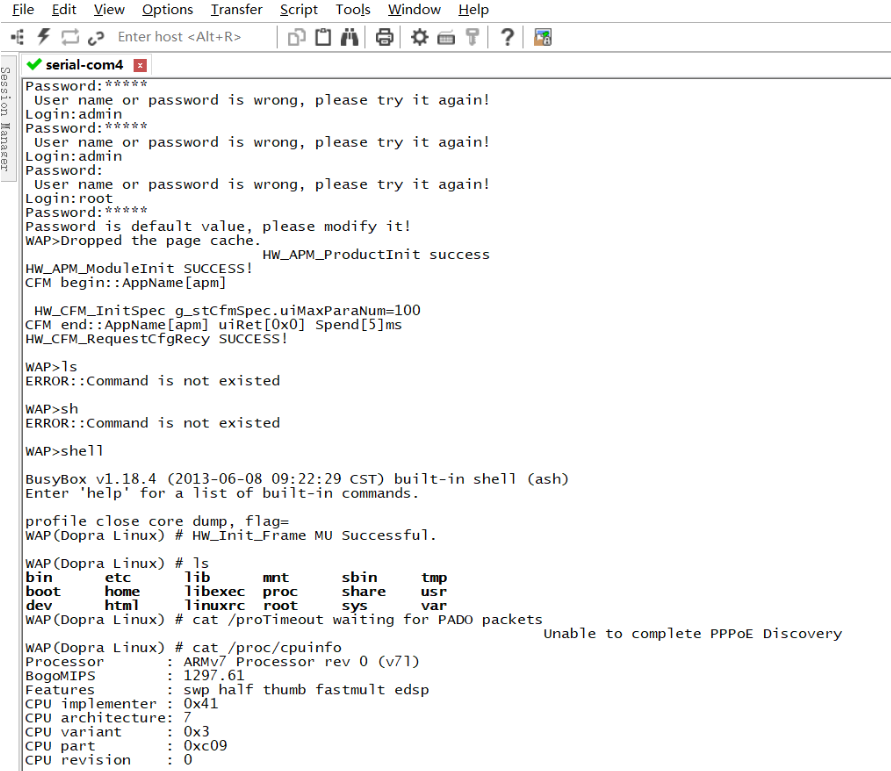 File Edit View Options Transfer Script Tools Window Help
Enter host <Alt+R>
Session Manager
serial-com4
Password:*****
User name or password is wrong, please try it again!
Login:admin
Password:*****
User name or password is wrong, please try it again!
Login:admin
Password:
User name or password is wrong, please try it again!
Login:root
Password:*****
Password is default value, please modify it!
WAP>Dropped the page cache.
HW_APM_ProductInit success
HW_APM_ModuleInit SUCCESS!
CFM begin::AppName[apm]
HW_CFM_InitSpec g_stCfmSpec.uiMaxParaNum=100
CFM end::AppName[apm] uiRet[0x0] Spend[5]ms
HW_CFM_RequestCfgRecy SUCCESS!
WAP>ls
ERROR::Command is not existed
WAP>sh
ERROR::Command is not existed
WAP>shell
BusyBox v1.18.4 (2013-06-08 09:22:29 CST) built-in shell (ash)
Enter 'help' for a list of built-in commands.
profile close core dump, flag=
WAP(Dopra Linux) # HW_Init_Frame MU Successful.
WAP(Dopra Linux) # ls
bin etc lib mnt sbin tmp
boot home libexec proc share usr
dev html linuxrc root sys var
WAP(Dopra Linux) # cat /proTimeout waiting for PADO packets
Unable to complete PPPoE Discovery
WAP(Dopra Linux) # cat /proc/cpuinfo
Processor : ARMv7 Processor rev 0 (v7l)
BogoMIPS : 1297.61
Features : swp half thumb fastmult edsp
CPU implementer : 0x41
CPU architecture: 7
CPU variant : 0x3
CPU part : 0xc09
CPU revision : 0